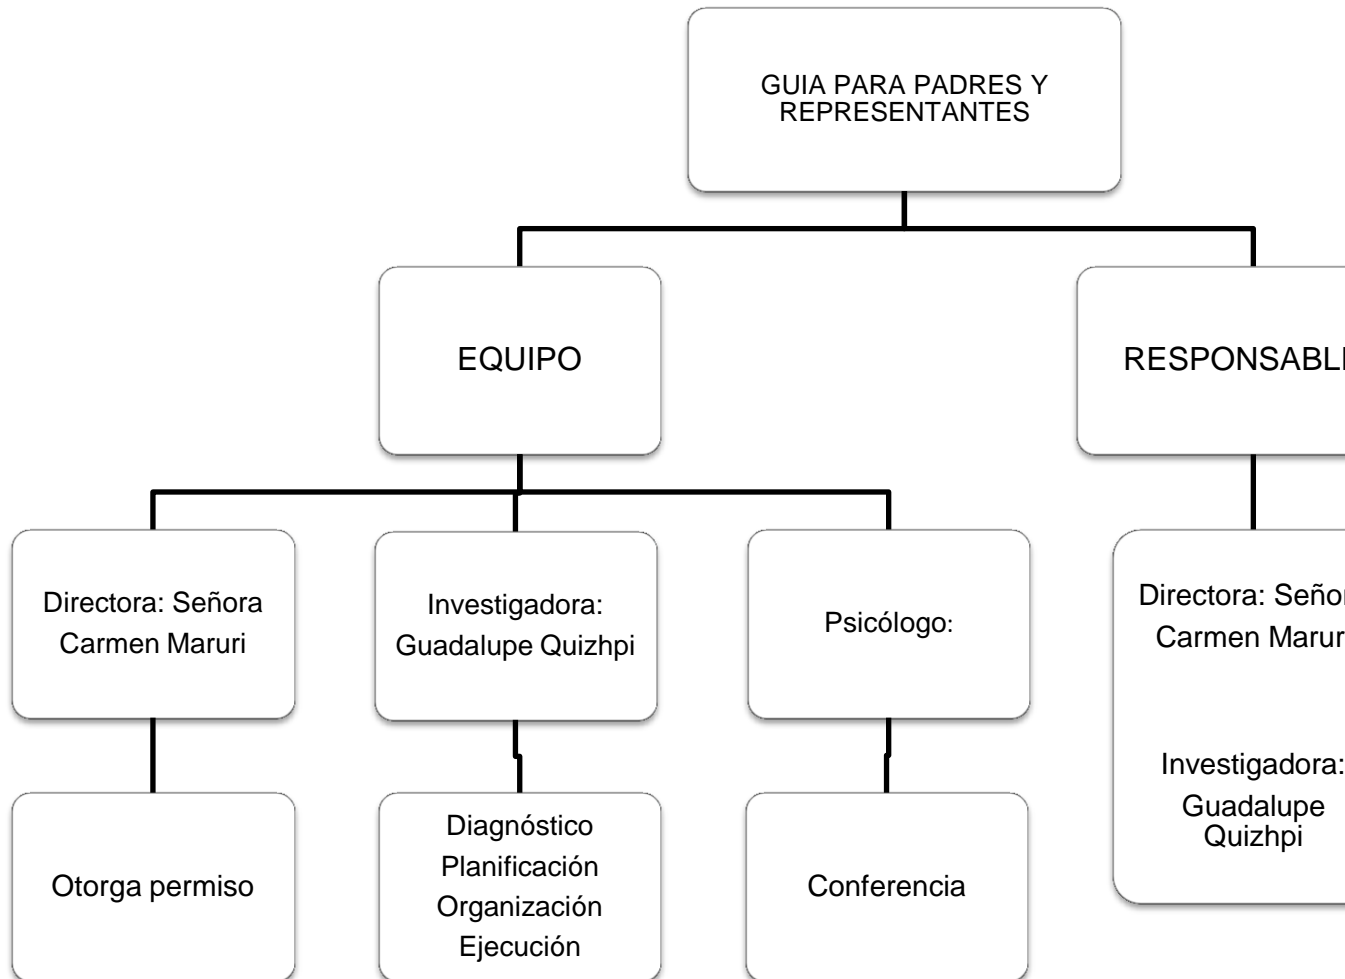 GUIA PARA PADRES Y
REPRESENTANTES
EQUIPO
RESPONSABL
Directora: Señora
Carmen Maruri
Investigadora:
Guadalupe Quizhpi
Psicólogo:
Directora: Señor
Carmen Marur
Investigadora:
Guadalupe
Quizhpi
Otorga permiso
Diagnóstico
Planificación
Organización
Ejecución
Conferencia